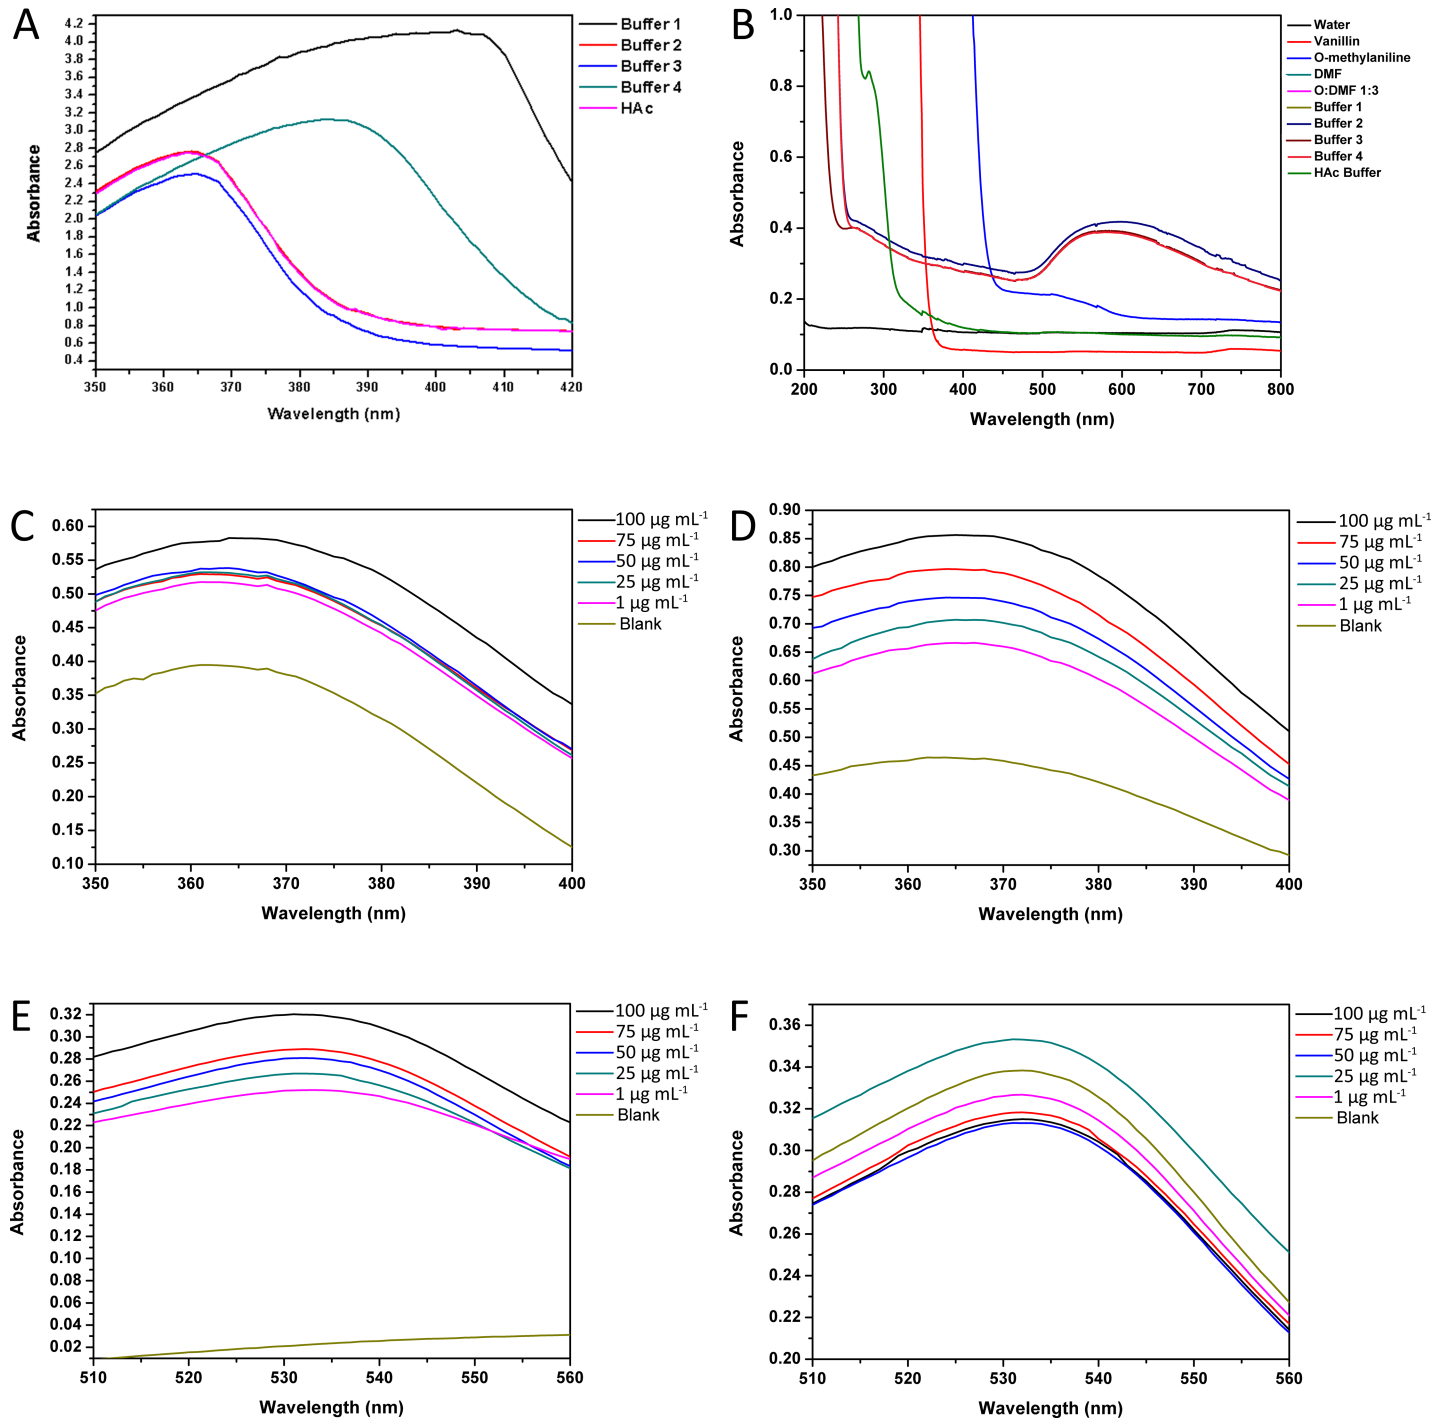 A
4.2
4.0
3.8
3.6
3.4
3.2
3.0
2.8
2.6
2.4
2.2
2.0
1.8
1.6
1.4
1.2
1.0
0.8
0.6
0.4
Absorbance
350 360 370 380 390 400 410 420
Wavelength (nm)
Buffer 1
Buffer 2
Buffer 3
Buffer 4
HAc
B
1.0
0.8
0.6
0.4
0.2
0.0
Absorbance
200 300 400 500 600 700 800
Wavelength (nm)
Water
Vanillin
O-methylaniline
DMF
O:DMF 1:3
Buffer 1
Buffer 2
Buffer 3
Buffer 4
HAc Buffer
C
0.60
0.55
0.50
0.45
0.40
0.35
0.30
0.25
0.20
0.15
0.10
Absorbance
350 360 370 380 390 400
Wavelength (nm)
100 µg mL-1
75 µg mL-1
50 µg mL-1
25 µg mL-1
1 µg mL-1
Blank
D
0.90
0.85
0.80
0.75
0.70
0.65
0.60
0.55
0.50
0.45
0.40
0.35
0.30
Absorbance
350 360 370 380 390 400
Wavelength (nm)
100 µg mL-1
75 µg mL-1
50 µg mL-1
25 µg mL-1
1 µg mL-1
Blank
E
0.32
0.30
0.28
0.26
0.24
0.22
0.20
0.18
0.16
0.14
0.12
0.10
0.08
0.06
0.04
0.02
Absorbance
510 520 530 540 550 560
Wavelength (nm)
100 µg mL-1
75 µg mL-1
50 µg mL-1
25 µg mL-1
1 µg mL-1
Blank
F
0.36
0.34
0.32
0.30
0.28
0.26
0.24
0.22
0.20
Absorbance
510 520 530 540 550 560
Wavelength (nm)
100 µg mL-1
75 µg mL-1
50 µg mL-1
25 µg mL-1
1 µg mL-1
Blank